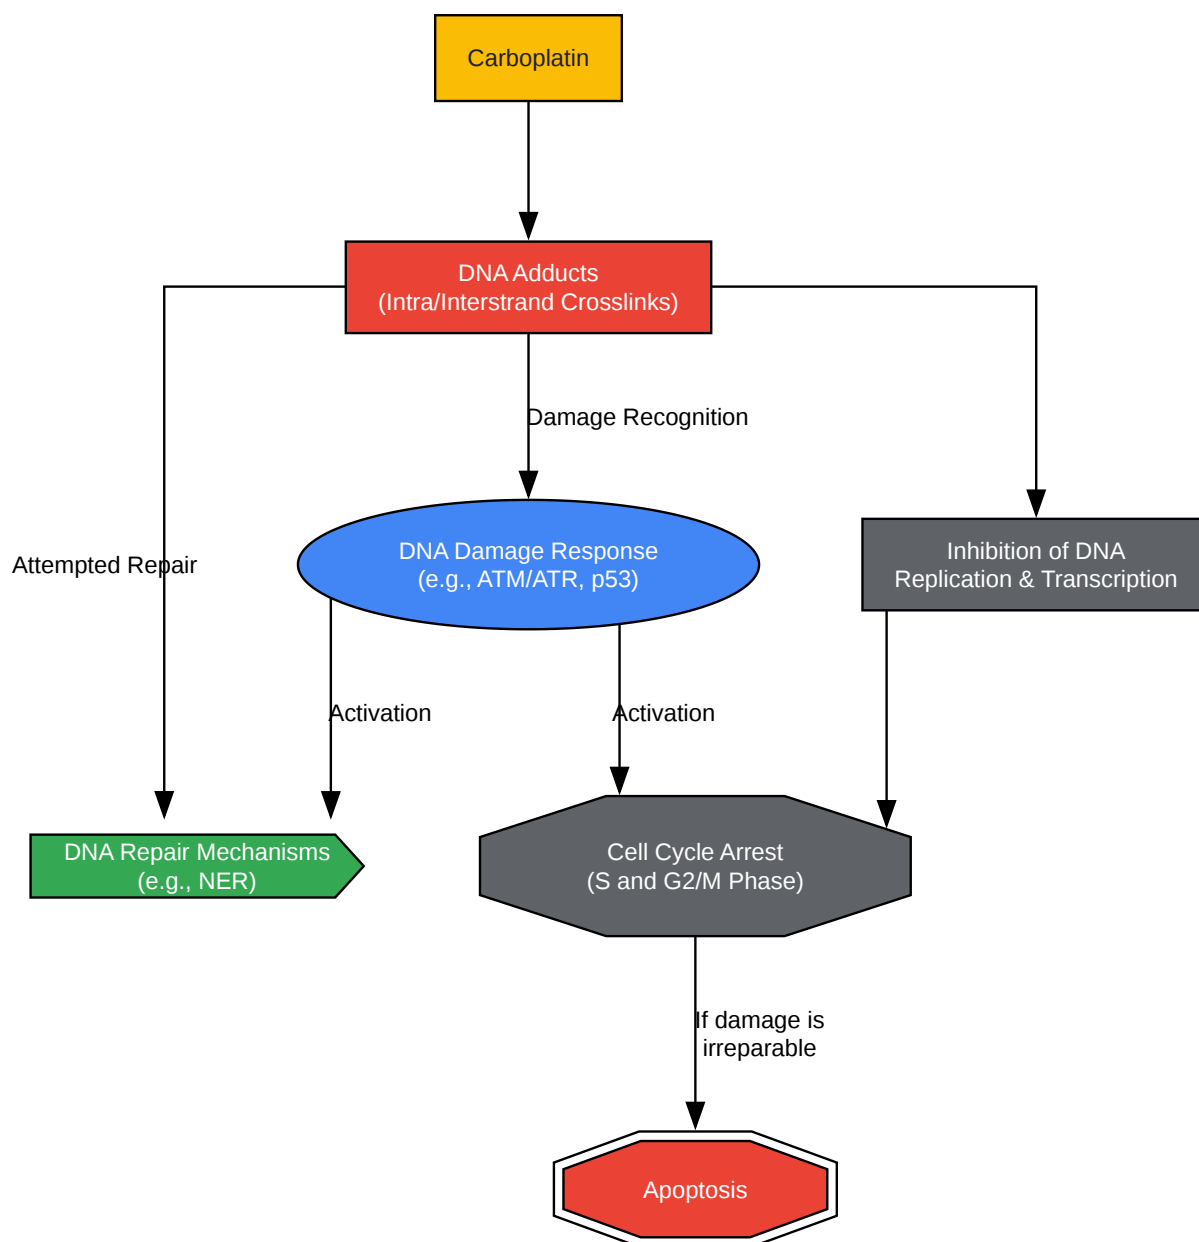 Carboplatin
DNA Adducts
(Intra/Interstrand Crosslinks)
Damage Recognition
Attempted Repair
DNA Damage Response
(e.g., ATM/ATR, p53)
Inhibition of DNA
Replication & Transcription
Activation
Activation
DNA Repair Mechanisms
(e.g., NER)
Cell Cycle Arrest
(S and G2/M Phase)
If damage is
irreparable
Apoptosis